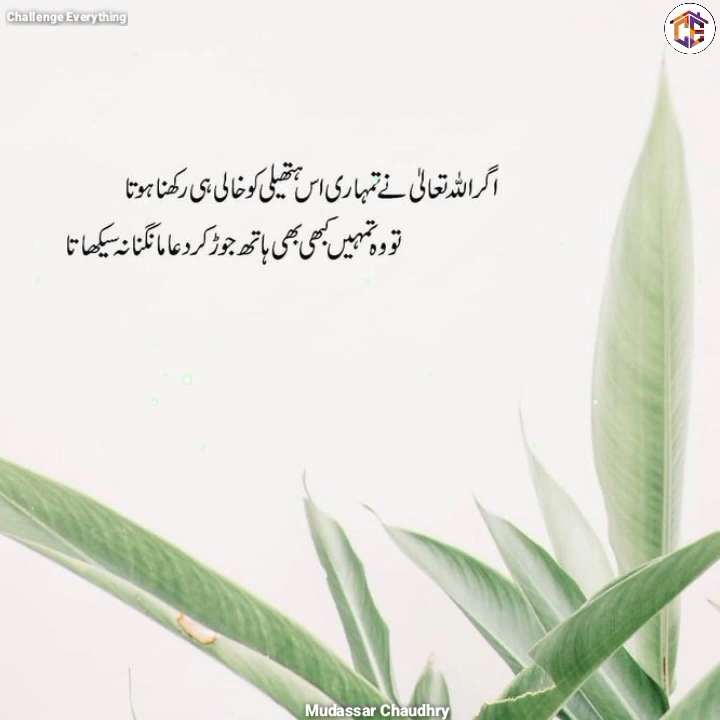 Challenge Everything
اگر اللہ تعالیٰ نے تمہاری اس ہتھیلی کو خالی ہی رکھنا ہوتا
تو وہ تمہیں کبھی بھی ہاتھ جوڑ کر دعا مانگنا نہ سیکھاتا
Mudassar Chaudhry